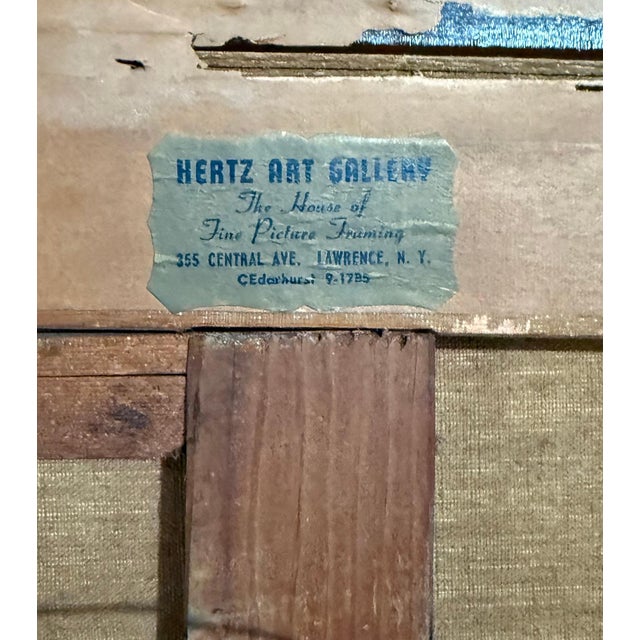 HERTZ ART GALLERY
The House of
Fine Picture Framing
355 CENTRAL AVE. LAWRENCE, N. Y.
CEdarhurst 9-1785